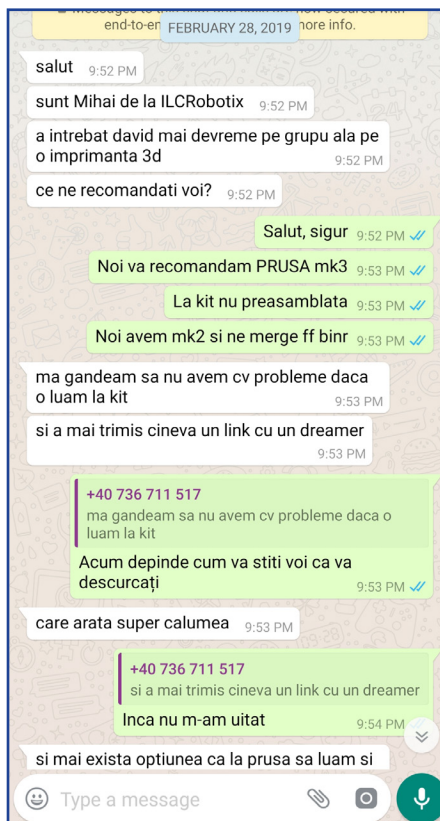 end-to-en
FEBRUARY 28, 2019
nore info.
salut 9:52 PM
sunt Mihai de la ILCRobotix 9:52 PM
a intrebat david mai devreme pe grupu ala pe
o imprimanta 3d 9:52 PM
ce ne recomandati voi? 9:52 PM
Salut, sigur 9:52 PM
Noi va recomandam PRUSA mk3 9:53 PM
La kit nu preasamblata 9:53 PM
Noi avem mk2 si ne merge ff binr 9:53 PM
ma gandeam sa nu avem cv probleme daca
o luam la kit 9:53 PM
si a mai trimis cineva un link cu un dreamer
9:53 PM
+40 736 711 517
ma gandeam sa nu avem cv probleme daca o
luam la kit
Acum depinde cum va stiti voi ca va
descurcați 9:53 PM
care arata super calumea 9:53 PM
+40 736 711 517
si a mai trimis cineva un link cu un dreamer
Inca nu m-am uitat 9:54 PM
si mai exista optiunea ca la prusa sa luam si
Type a message